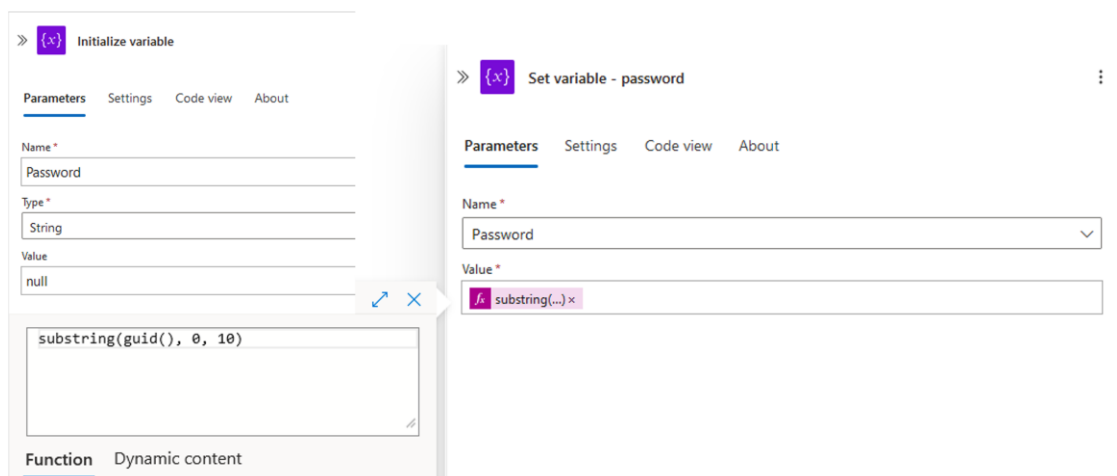 {x} Initialize variable
Parameters Settings Code view About
Name *
Password
Type *
String
Value
null
substring(guid(), 0, 10)
Function Dynamic content
{x} Set variable - password
Parameters Settings Code view About
Name *
Password
Value *
fx substring(...) ×